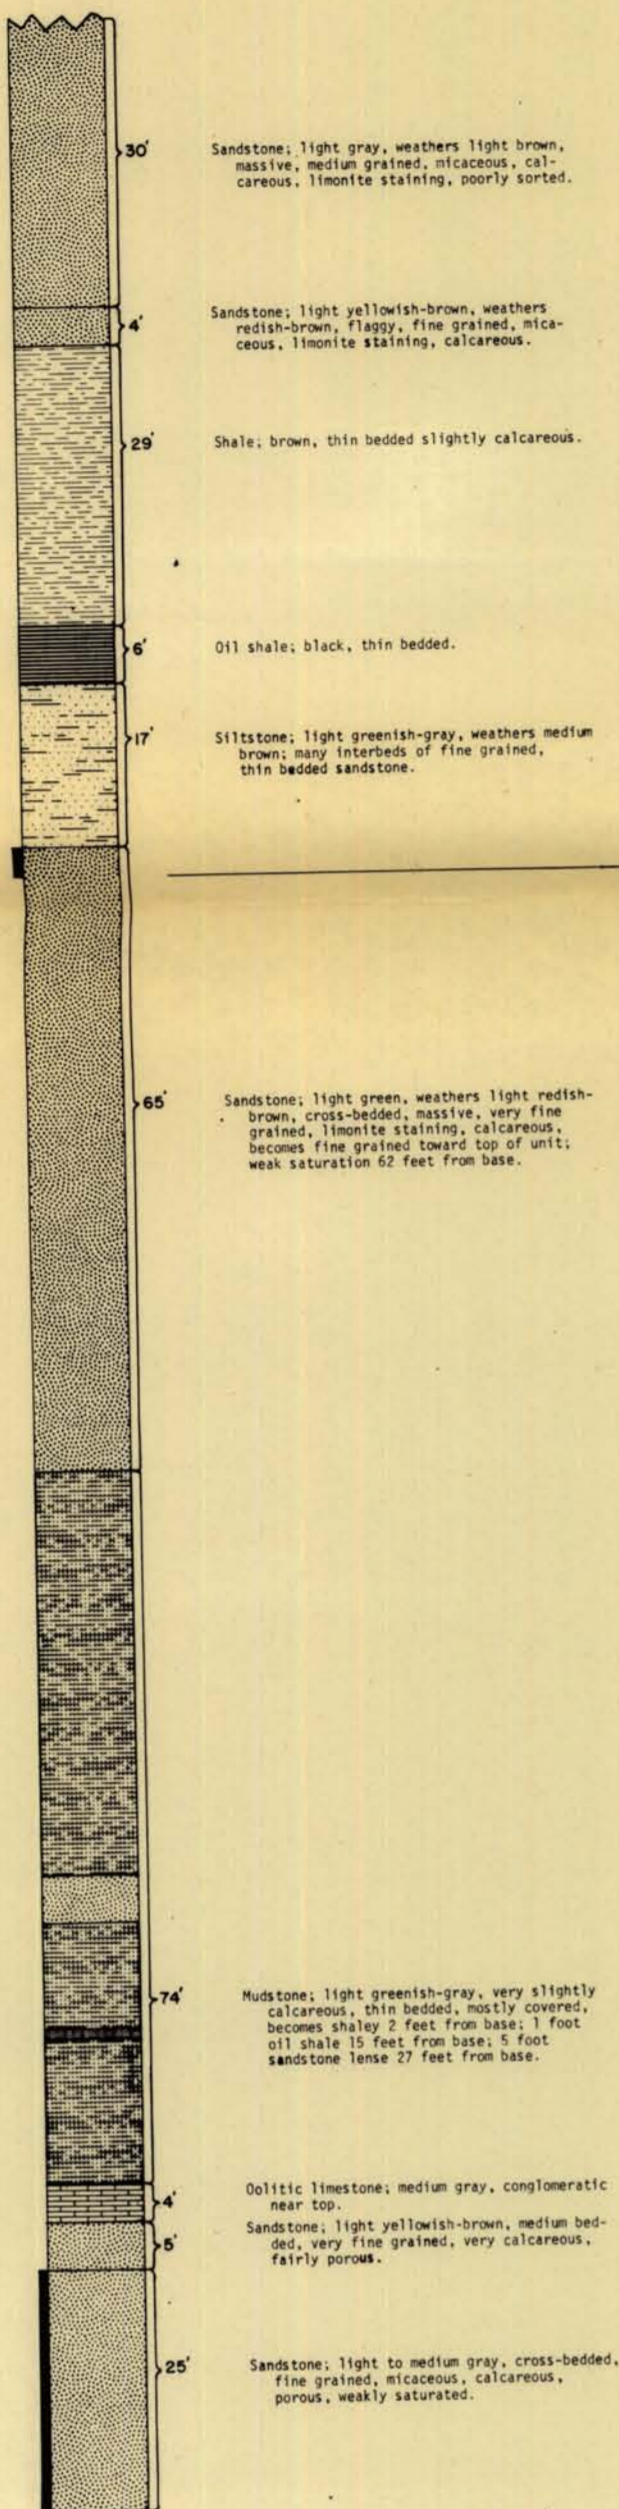 30'
Sandstone; light gray, weathers light brown,
massive, medium grained, micaceous, cal-
careous, limonite staining, poorly sorted.
4'
Sandstone; light yellowish-brown, weathers
redish-brown, flaggy, fine grained, mica-
ceous, limonite staining, calcareous.
29'
Shale; brown, thin bedded slightly calcareous.
6'
Oil shale; black, thin bedded.
17'
Siltstone; light greenish-gray, weathers medium
brown; many interbeds of fine grained,
thin bedded sandstone.
65'
Sandstone; light green, weathers light redish-
brown, cross-bedded, massive, very fine
grained, limonite staining, calcareous,
becomes fine grained toward top of unit;
weak saturation 62 feet from base.
74'
Mudstone; light greenish-gray, very slightly
calcareous, thin bedded, mostly covered,
becomes shaley 2 feet from base; 1 foot
oil shale 15 feet from base; 5 foot
sandstone lense 27 feet from base.
4'
Oolitic limestone; medium gray, conglomeratic
near top.
5'
Sandstone; light yellowish-brown, medium bed-
ded, very fine grained, very calcareous,
fairly porous.
25'
Sandstone; light to medium gray, cross-bedded,
fine grained, micaceous, calcareous,
porous, weakly saturated.